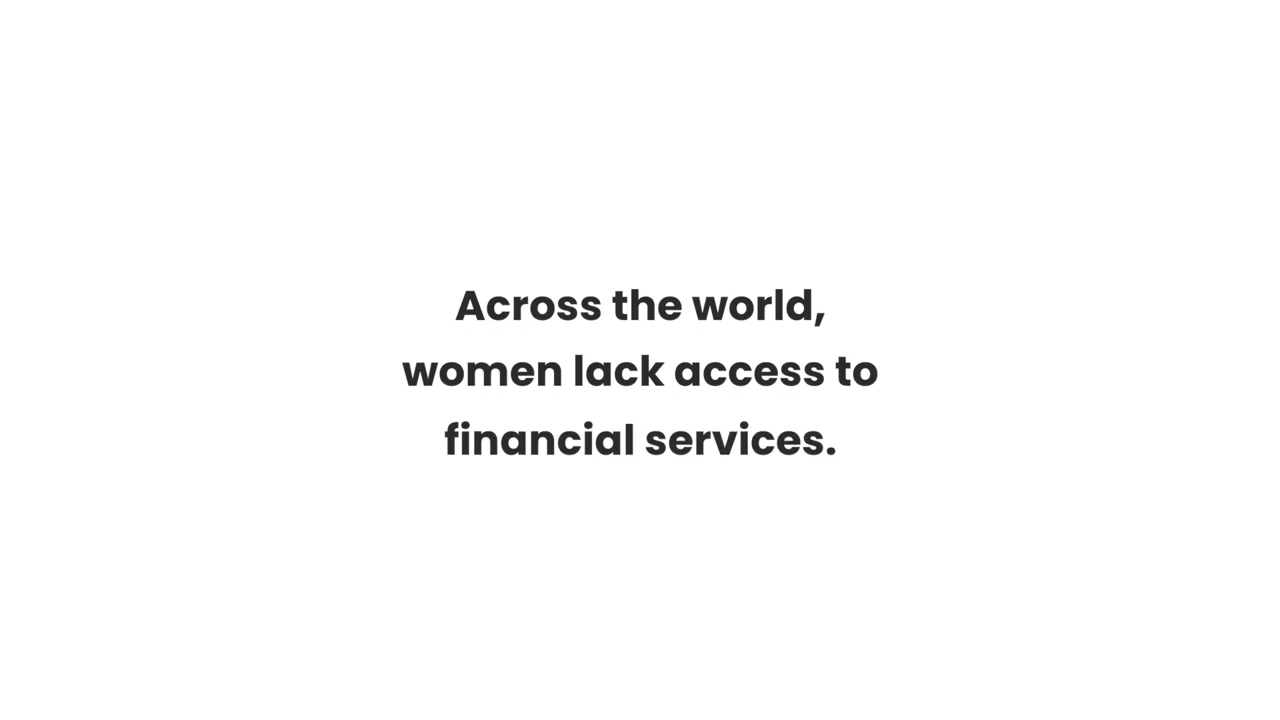 Across the world,
women lack access to
financial services.